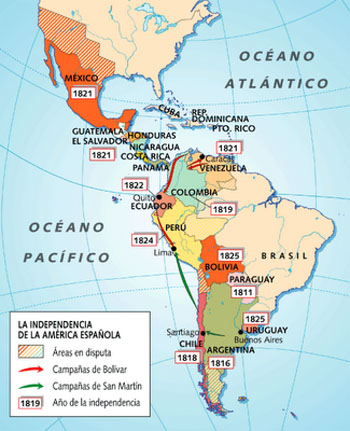 OCÉANO
ATLÁNTICO
MÉXICO
1821
CUBA
REP.
DOMINICANA
PTO. RICO
GUATEMALA
EL SALVADOR
HONDURAS
NICARAGUA
1821
COSTA RICA
PANAMÁ
1821
Caracas
VENEZUELA
1822
Quito
ECUADOR
COLOMBIA
1819
OCÉANO
PACÍFICO
PERÚ
1824
Lima
BRASIL
1825
BOLIVIA
PARAGUAY
1811
1825
URUGUAY
Buenos Aires
Santiago
CHILE
1818
ARGENTINA
1816
LA INDEPENDENCIA
DE LA AMÉRICA ESPAÑOLA
Áreas en disputa
Campañas de Bolívar
Campañas de San Martín
1819 Año de la independencia